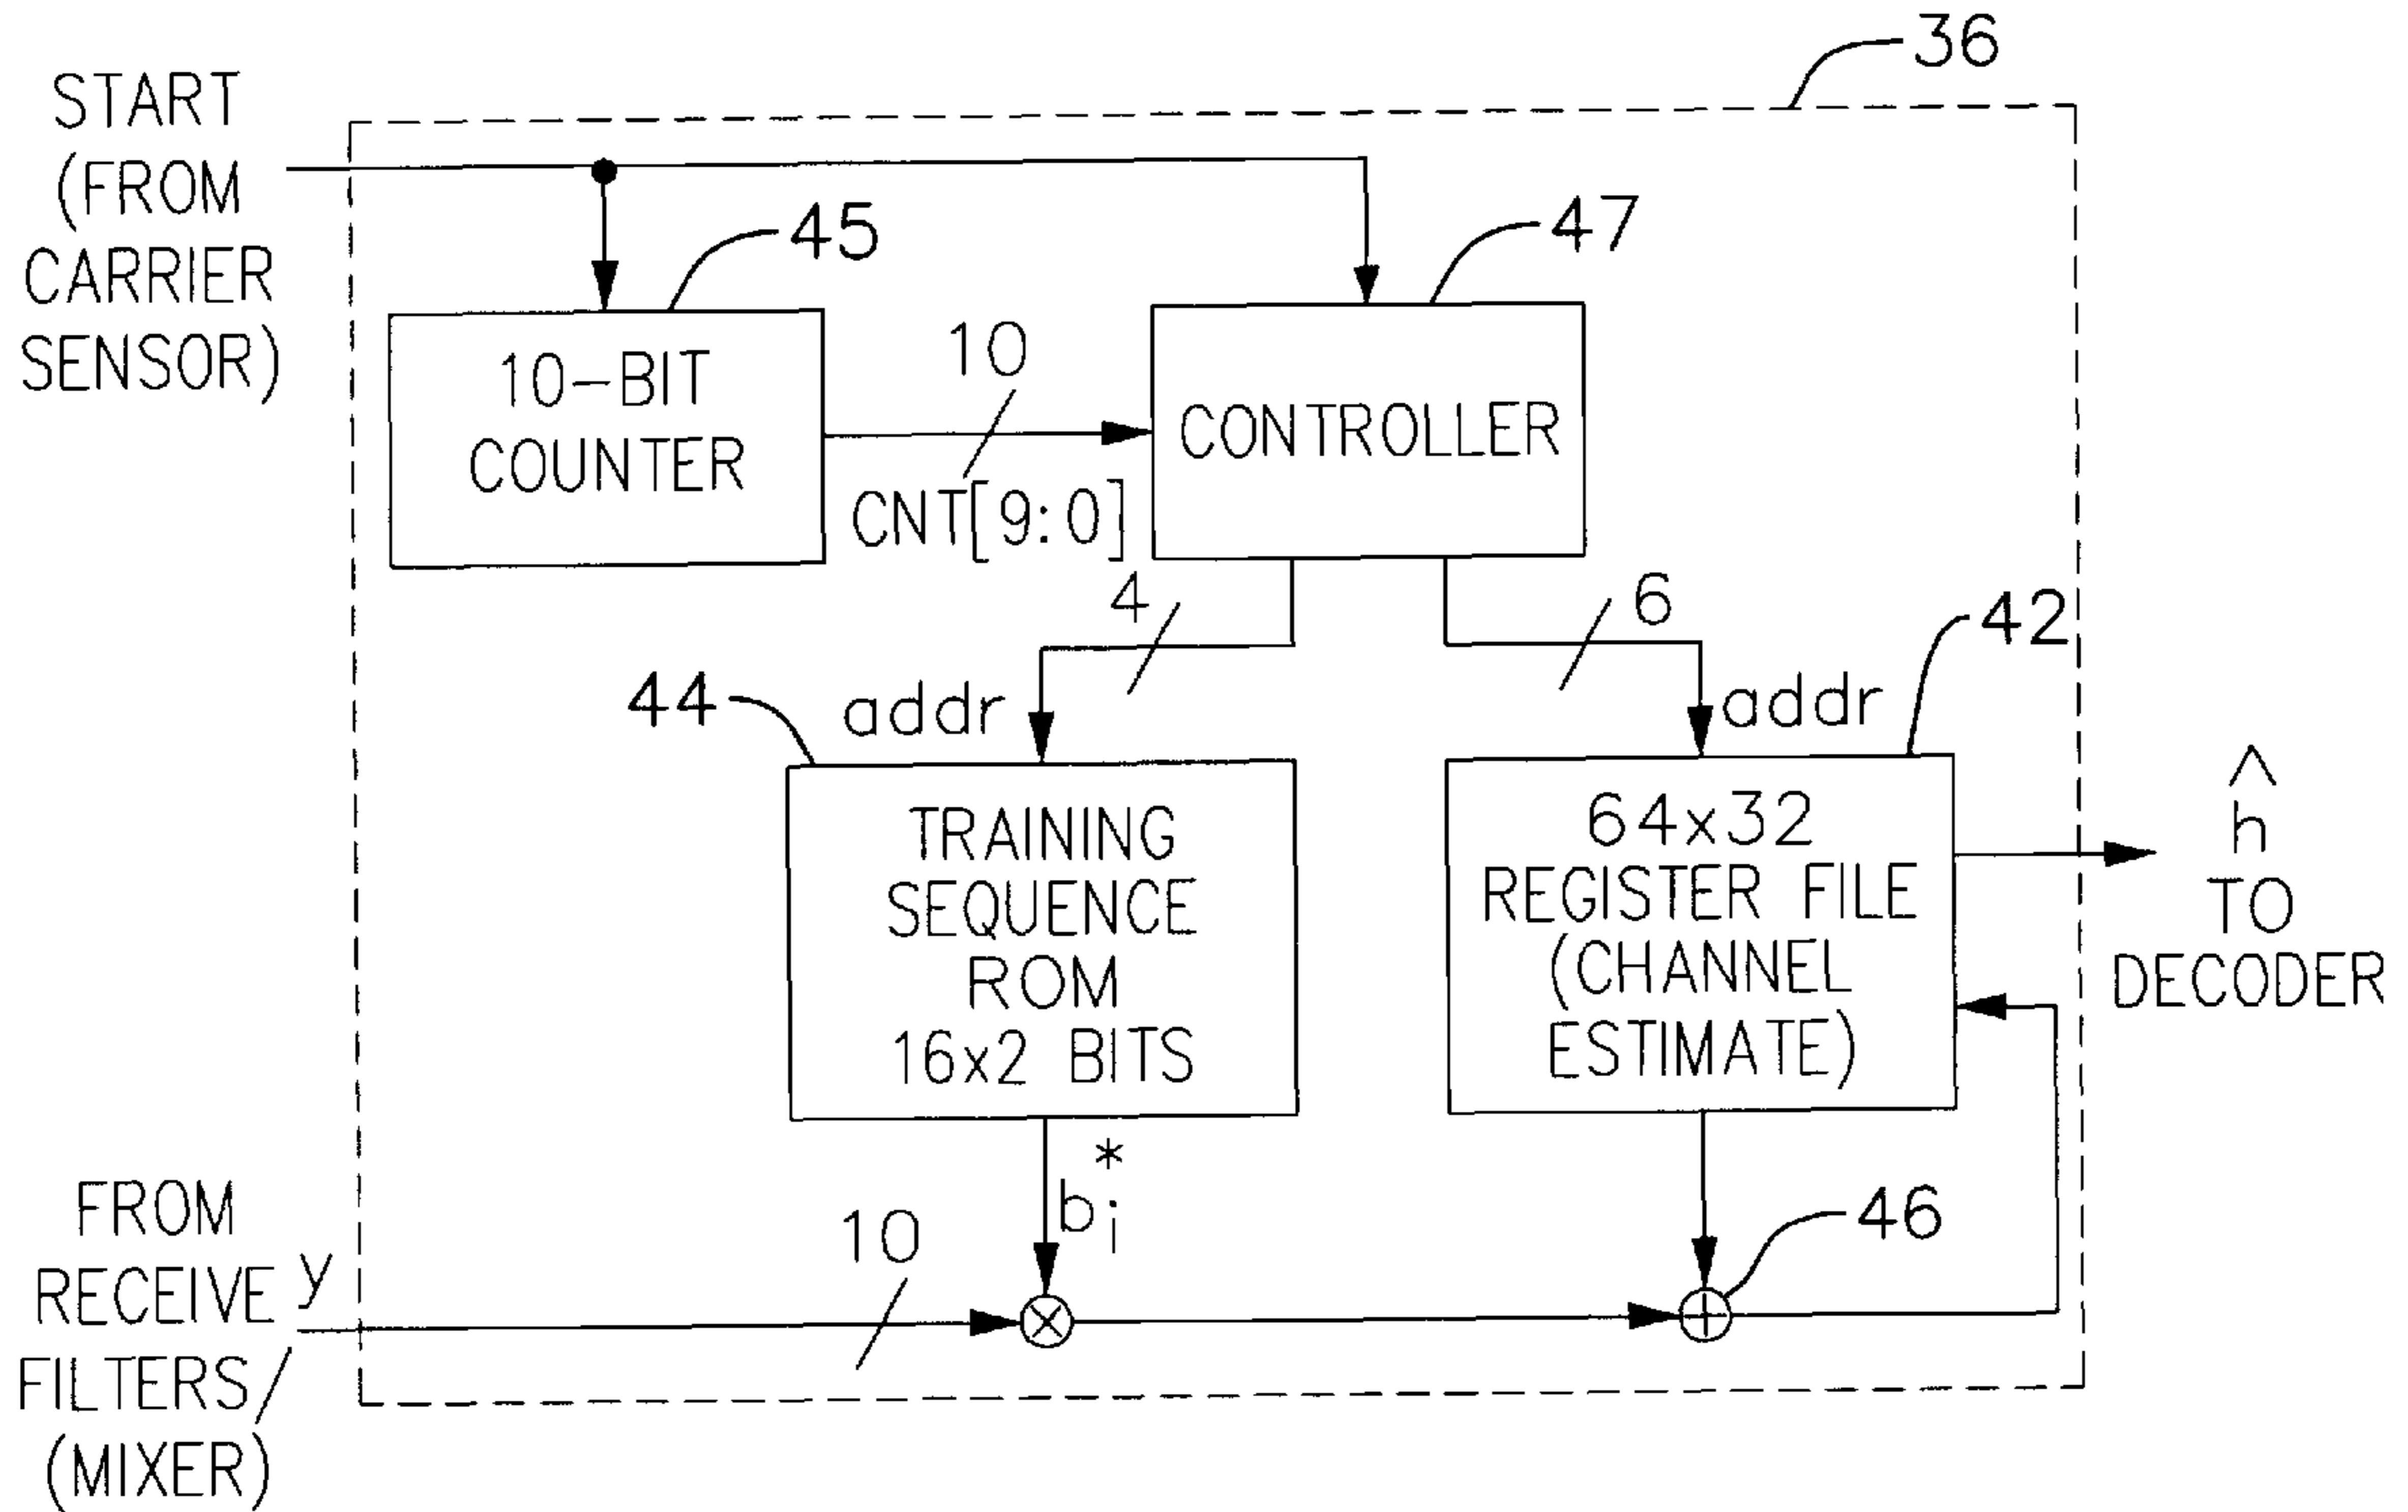 36
START
(FROM
CARRIER
SENSOR)
45
47
10-BIT
COUNTER
10
CNT[9:0]
CONTROLLER
4
6
42
44
addr
addr
TRAINING
SEQUENCE
ROM
16x2 BITS
64x32
REGISTER FILE
(CHANNEL
ESTIMATE)
ĥ
TO
DECODER
b*i
46
10
FROM
RECEIVE y
FILTERS/
(MIXER)